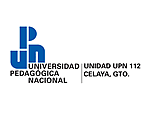 upn
UNIVERSIDAD
PEDAGÓGICA
NACIONAL
UNIDAD UPN 112
CELAYA, GTO.